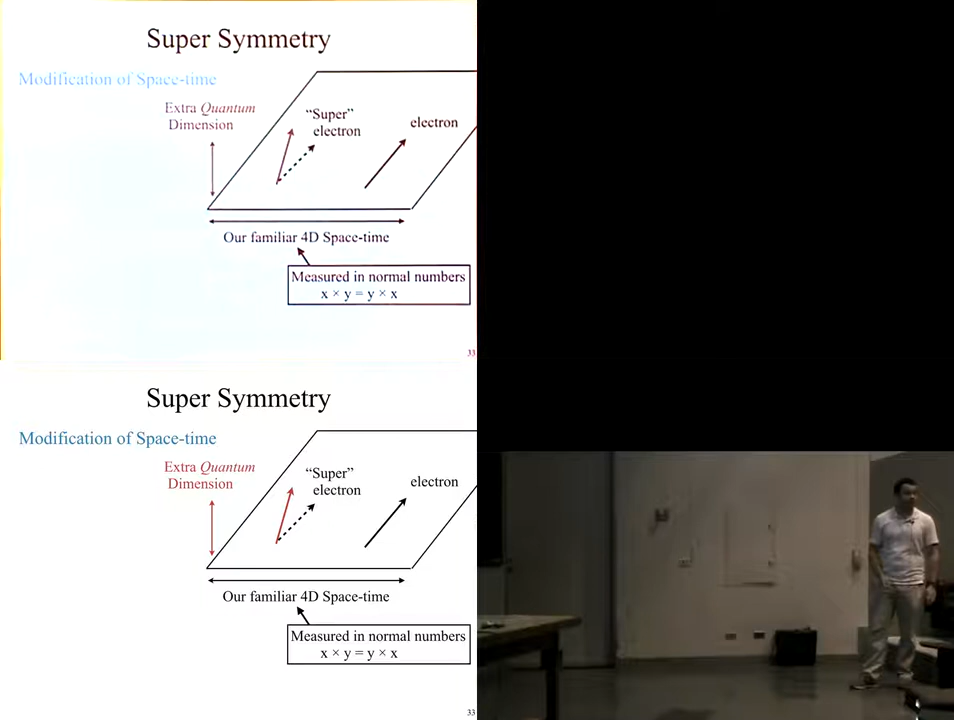 Super Symmetry
Modification of Space-time
Extra Quantum
Dimension
“Super”
electron
electron
Our familiar 4D Space-time
Measured in normal numbers
x × y = y × x
33
Super Symmetry
Modification of Space-time
Extra Quantum
Dimension
“Super”
electron
electron
Our familiar 4D Space-time
Measured in normal numbers
x × y = y × x
33